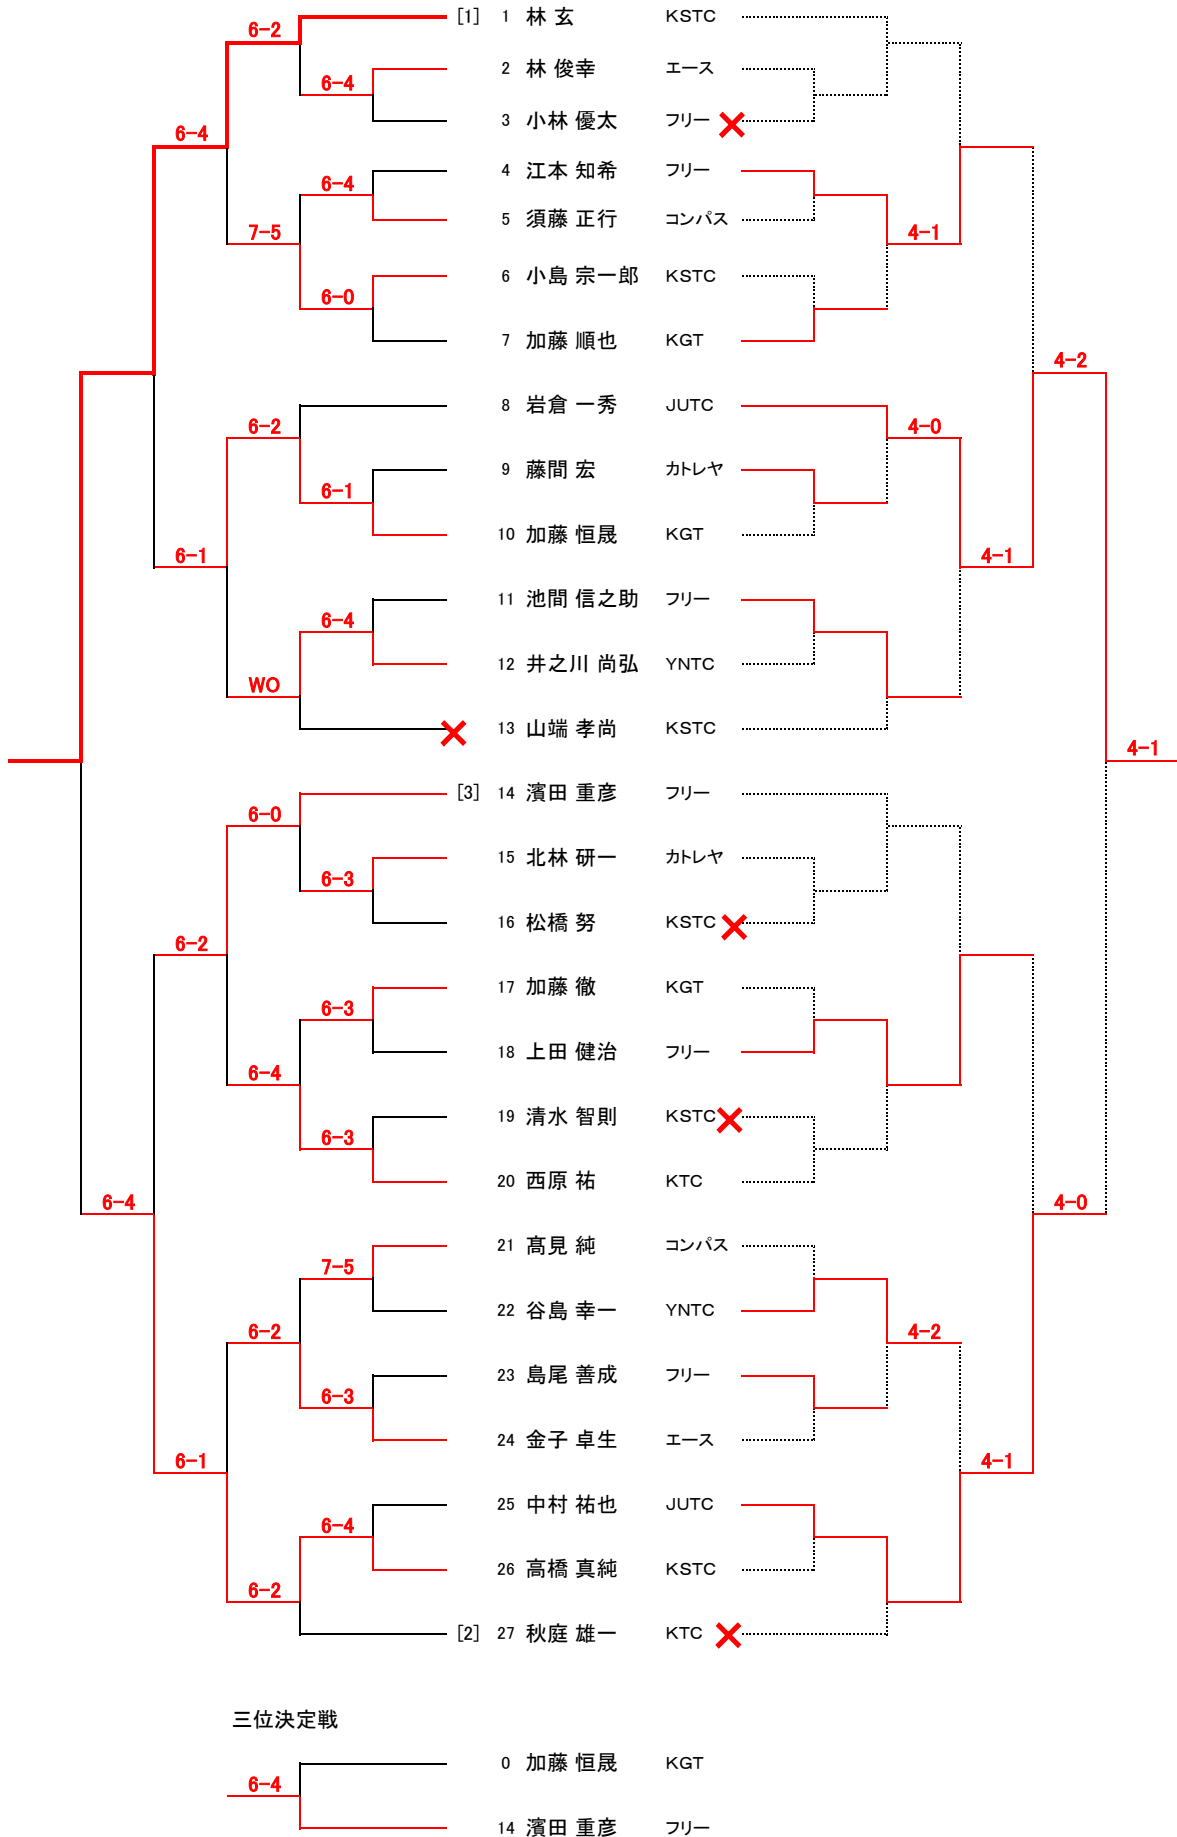 [1] 1 林 玄 KSTC
6-2
2 林 俊幸 エース
6-4
3 小林 優太 フリー
6-4
4 江本 知希 フリー
6-4
5 須藤 正行 コンパス
7-5 4-1
6 小島 宗一郎 KSTC
6-0
7 加藤 順也 KGT
4-2
8 岩倉 一秀 JUTC
6-2 4-0
9 藤間 宏 カトレヤ
6-1
10 加藤 恒晟 KGT
6-1 4-1
11 池間 信之助 フリー
6-4
12 井之川 尚弘 YNTC
WO
13 山端 孝尚 KSTC
4-1
[3] 14 濱田 重彦 フリー
6-0
15 北林 研一 カトレヤ
6-3
16 松橋 努 KSTC
6-2
17 加藤 徹 KGT
6-3
18 上田 健治 フリー
6-4
19 清水 智則 KSTC
6-3
20 西原 祐 KTC
6-4 4-0
21 髙見 純 コンパス
7-5
22 谷島 幸一 YNTC
6-2 4-2
23 島尾 善成 フリー
6-3
24 金子 卓生 エース
6-1 4-1
25 中村 祐也 JUTC
6-4
26 高橋 真純 KSTC
6-2
[2] 27 秋庭 雄一 KTC
三位決定戦
0 加藤 恒晟 KGT
6-4
14 濱田 重彦 フリー